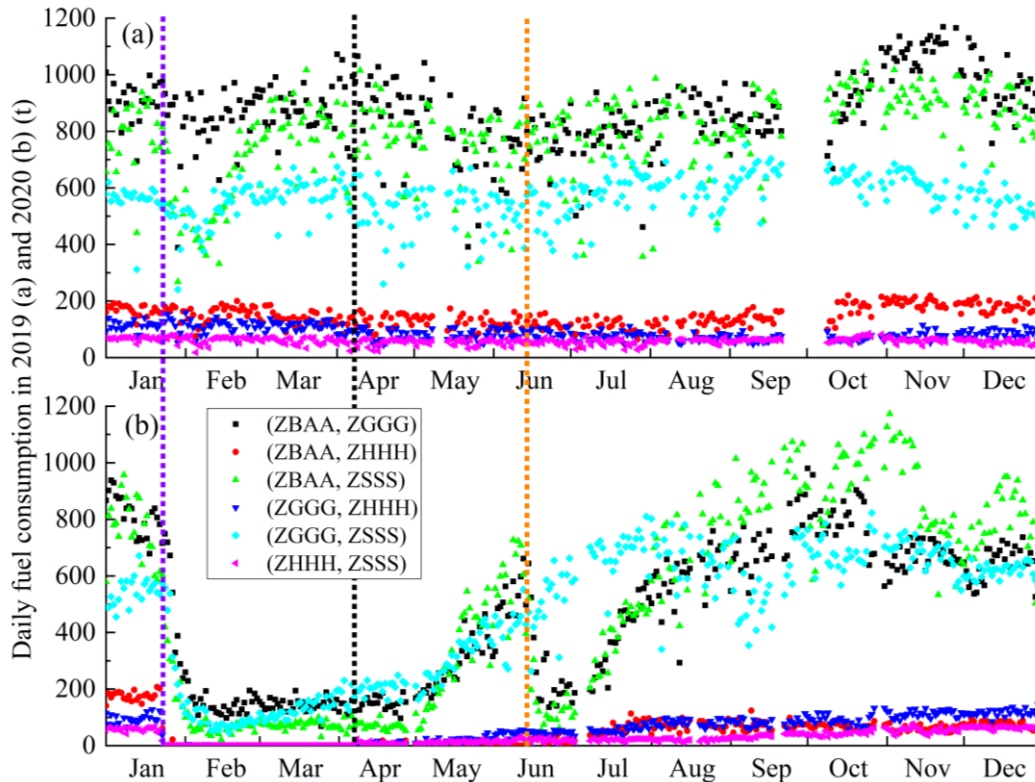 Daily fuel consumption in 2019 (a) and 2020 (b) (t)
(a)
1200
1000
800
600
400
200
0
Jan Feb Mar Apr May Jun Jul Aug Sep Oct Nov Dec
(b)
1200
1000
800
600
400
200
0
(ZBAA, ZGGG)
(ZBAA, ZHHH)
(ZBAA, ZSSS)
(ZGGG, ZHHH)
(ZGGG, ZSSS)
(ZHHH, ZSSS)
Jan Feb Mar Apr May Jun Jul Aug Sep Oct Nov Dec